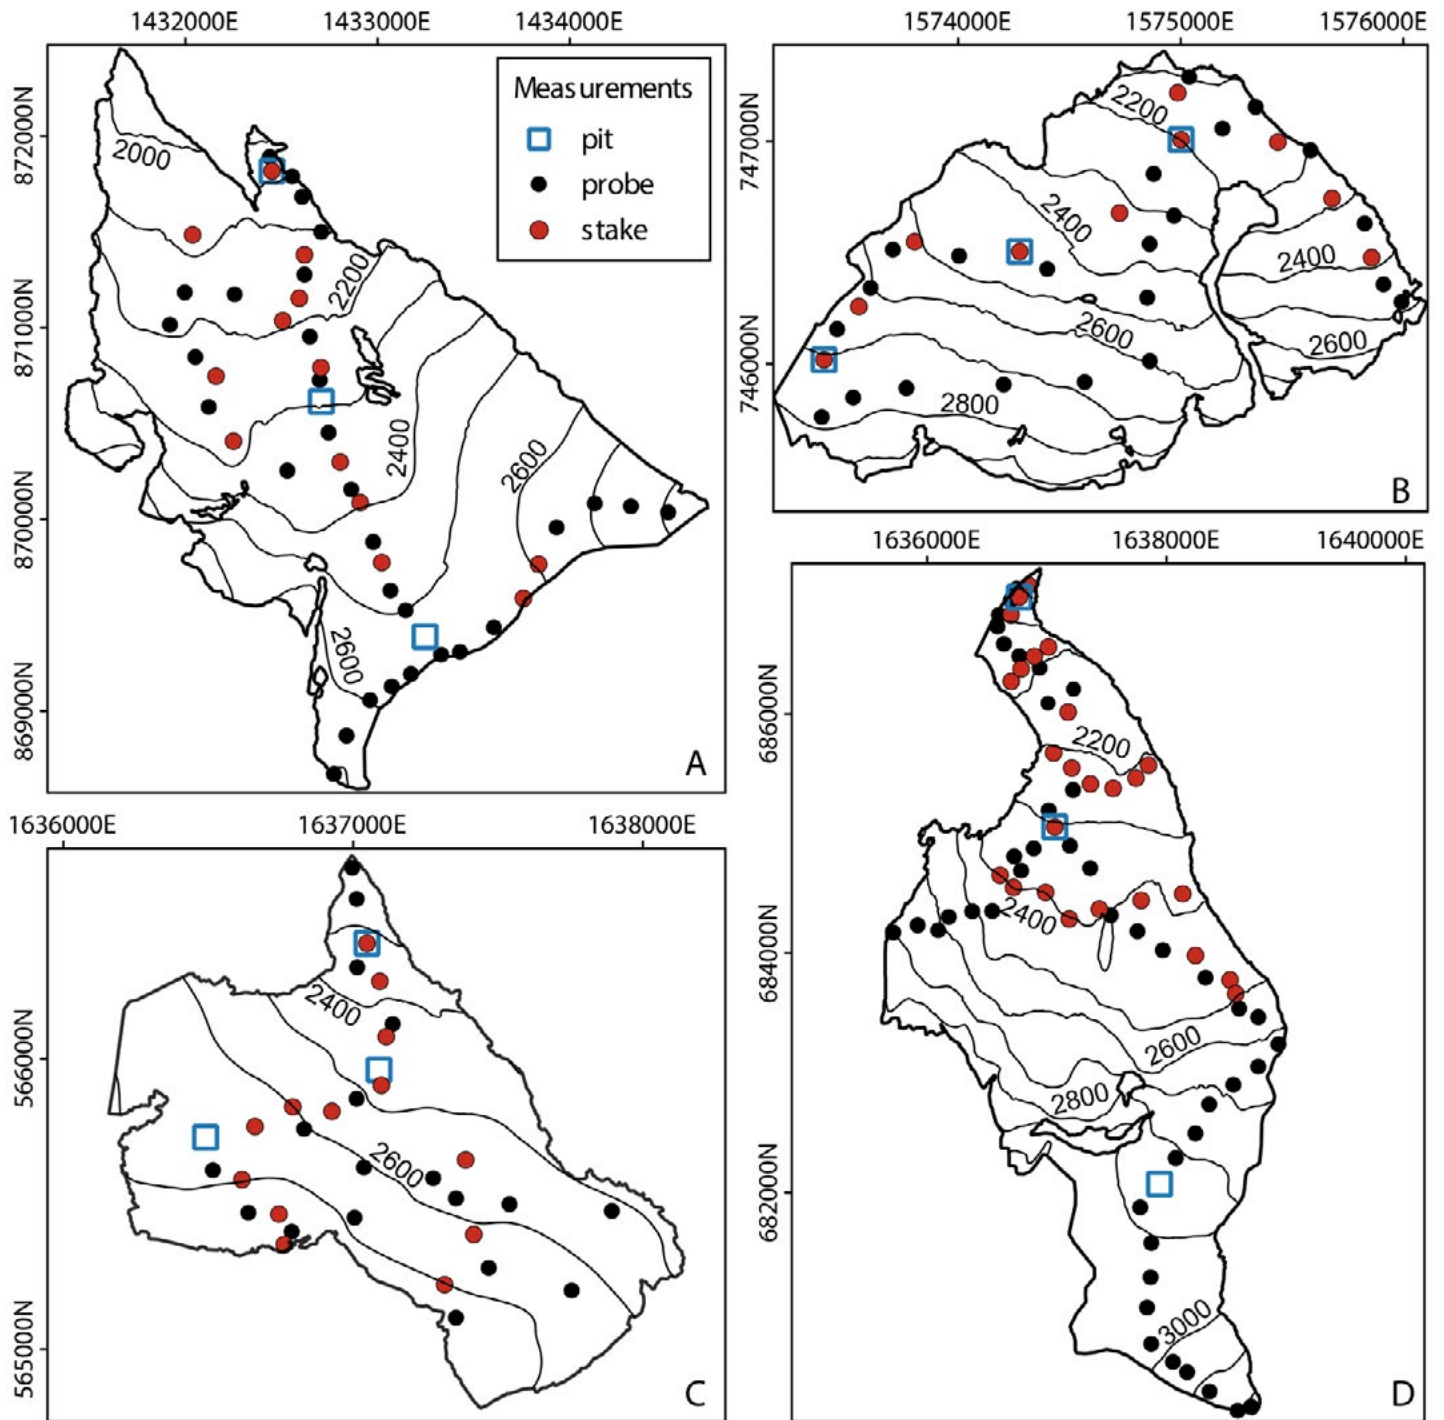 1432000E 1433000E 1434000E
872000N
871000N
870000N
869000N
Measurements
pit
probe
stake
2000
2200
2400
2600
2600
A
1574000E 1575000E 1576000E
747000N
746000N
2200
2400
2400
2600
2600
2800
B
1636000E 1637000E 1638000E
566000N
565000N
2400
2600
C
1636000E 1638000E 1640000E
686000N
684000N
682000N
2200
2400
2600
2800
3000
D